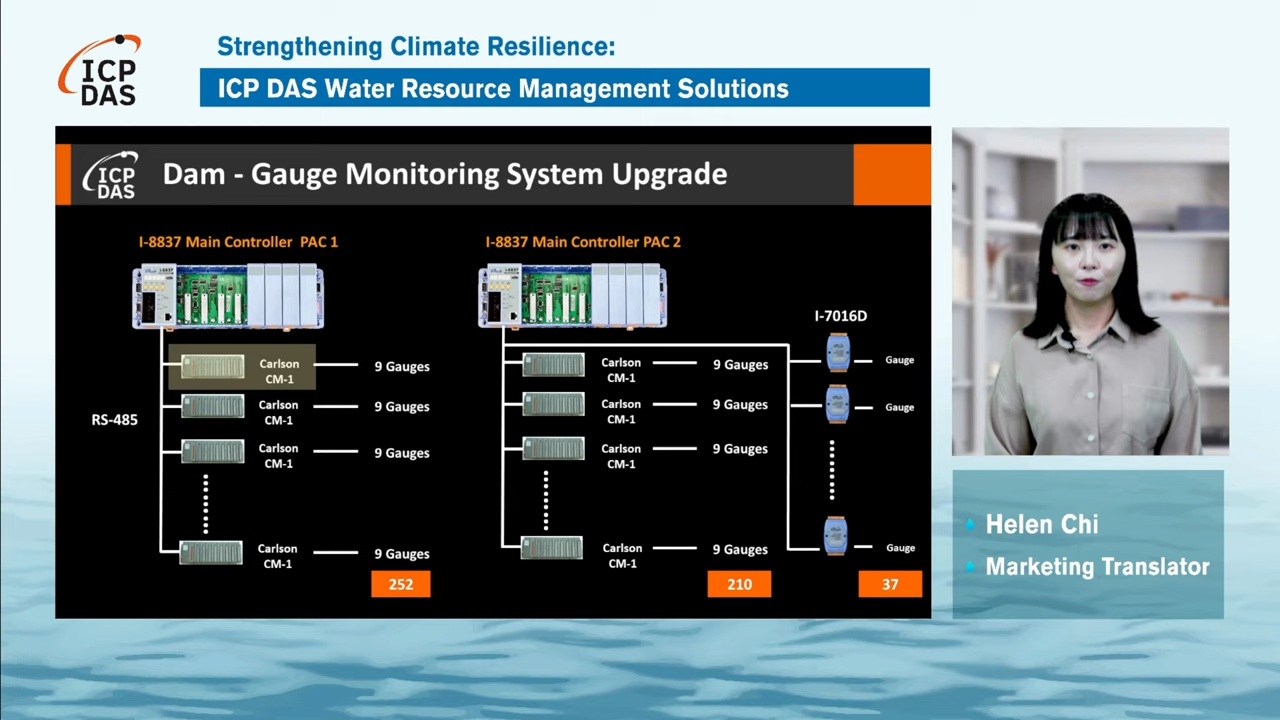 ICP
DAS
Strengthening Climate Resilience:
ICP DAS Water Resource Management Solutions
ICP
DAS
Dam - Gauge Monitoring System Upgrade
I-8837 Main Controller PAC 1
I-8837 Main Controller PAC 2
I-7016D
RS-485
Carlson
CM-1
9 Gauges
Carlson
CM-1
9 Gauges
Carlson
CM-1
9 Gauges
Carlson
CM-1
9 Gauges
252
Carlson
CM-1
9 Gauges
Carlson
CM-1
9 Gauges
Carlson
CM-1
9 Gauges
Carlson
CM-1
9 Gauges
210
Gauge
Gauge
Gauge
37
Helen Chi
Marketing Translator